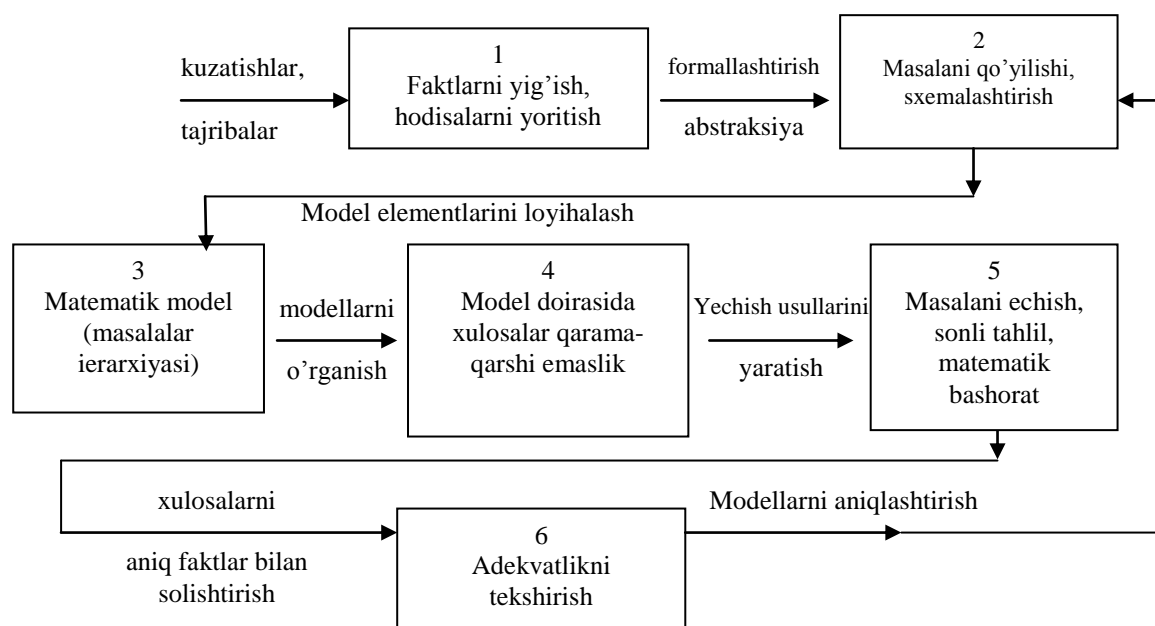 kuzatishlar,
tajribalar
1
Faktlarni yig’ish,
hodisalarni yoritish
formallashtirish
abstraksiya
2
Masalani qo’yilishi,
sxemalashtirish
Model elementlarini loyihalash
3
Matematik model
(masalalar
ierarxiyasi)
modellarni
o’rganish
4
Model doirasida
xulosalar qarama-
qarshi emaslik
Yechish usullarini
yaratish
5
Masalani echish,
sonli tahlil,
matematik
bashorat
xulosalarni
aniq faktlar bilan
solishtirish
6
Adekvatlikni
tekshirish
Modellarni aniqlashtirish